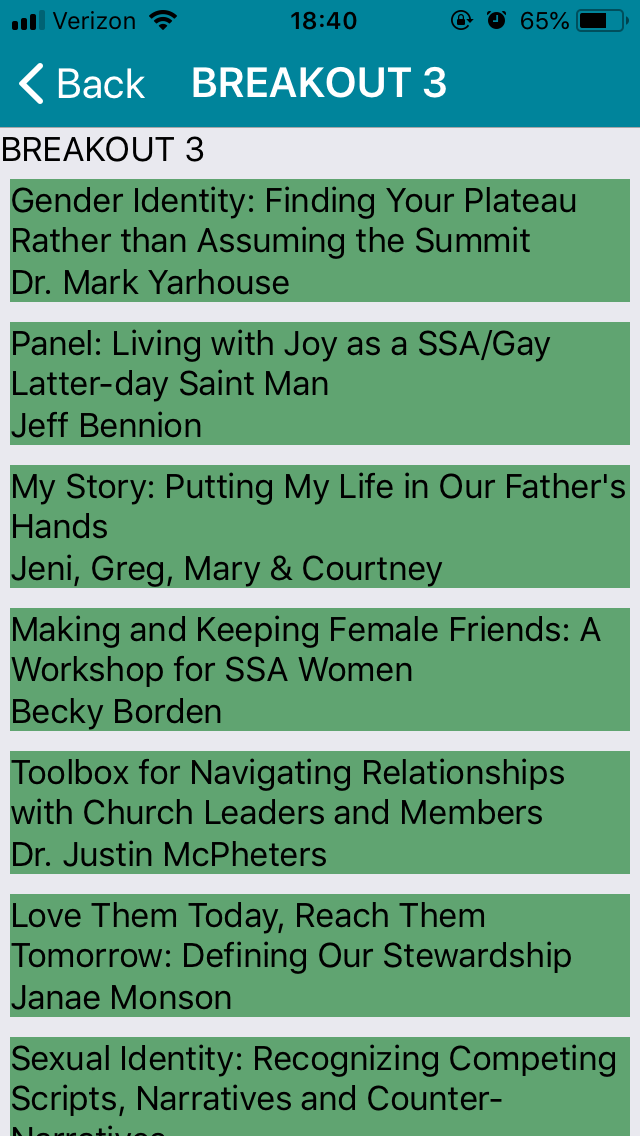 Verizon 18:40 65%
Back BREAKOUT 3
BREAKOUT 3
Gender Identity: Finding Your Plateau
Rather than Assuming the Summit
Dr. Mark Yarhouse
Panel: Living with Joy as a SSA/Gay
Latter-day Saint Man
Jeff Bennion
My Story: Putting My Life in Our Father's
Hands
Jeni, Greg, Mary & Courtney
Making and Keeping Female Friends: A
Workshop for SSA Women
Becky Borden
Toolbox for Navigating Relationships
with Church Leaders and Members
Dr. Justin McPheters
Love Them Today, Reach Them
Tomorrow: Defining Our Stewardship
Janae Monson
Sexual Identity: Recognizing Competing
Scripts, Narratives and Counter-
Narratives